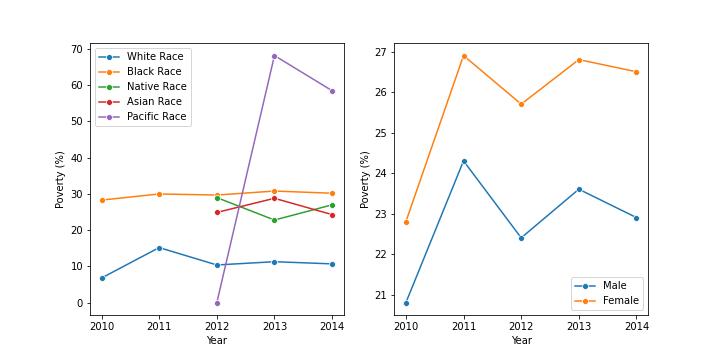 White Race
Black Race
Native Race
Asian Race
Pacific Race
70
60
50
40
30
20
10
0
Poverty (%)
2010 2011 2012 2013 2014
Year
27
26
25
24
23
22
21
Poverty (%)
Male
Female
2010 2011 2012 2013 2014
Year